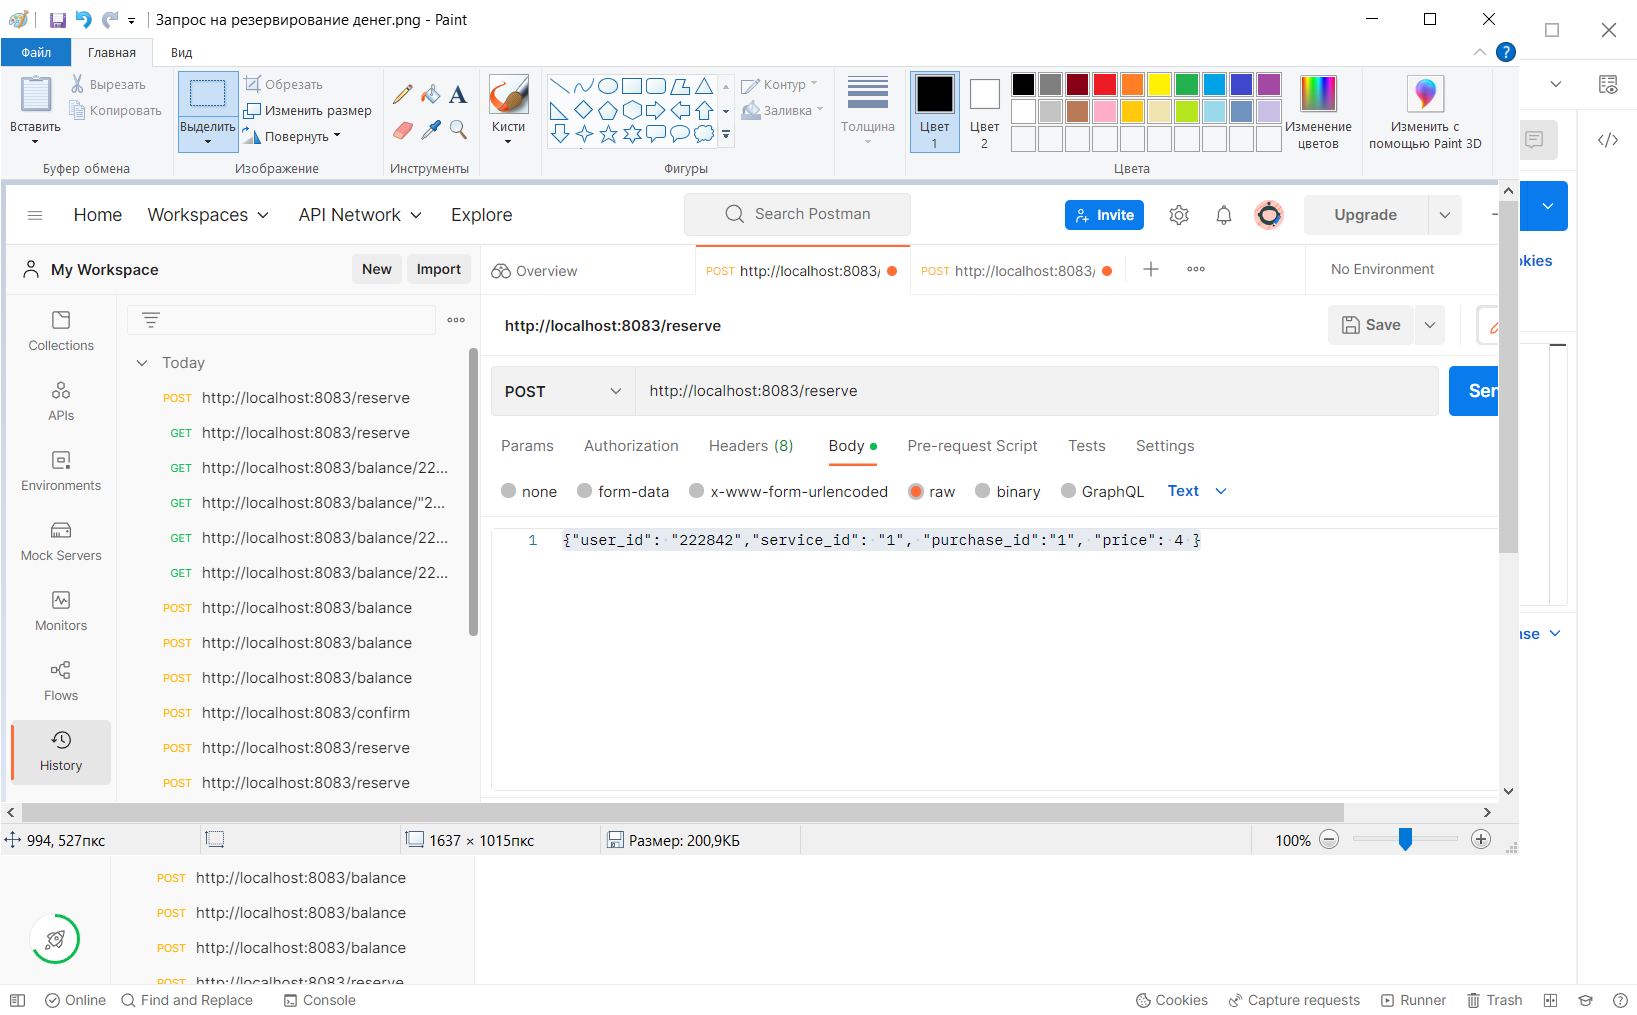 Запрос на резервирование денег.png - Paint
Файл
Главная
Вид
Вставить
Вырезать
Копировать
Буфер обмена
Выделить
Обрезать
Изменить размер
Повернуть
Изображение
Инструменты
Кисти
Фигуры
Контур
Заливка
Толщина
Цвет 1
Цвет 2
Изменение цветов
Изменить с помощью Paint 3D
Цвета
Home
Workspaces
API Network
Explore
Search Postman
Invite
Upgrade
My Workspace
New
Import
Overview
POST http://localhost:8083/
POST http://localhost:8083/
No Environment
okies
Collections
APIs
Environments
Mock Servers
Monitors
Flows
History
Today
POST http://localhost:8083/reserve
GET http://localhost:8083/reserve
GET http://localhost:8083/balance/22...
GET http://localhost:8083/balance/"2...
GET http://localhost:8083/balance/22...
GET http://localhost:8083/balance/22...
POST http://localhost:8083/balance
POST http://localhost:8083/balance
POST http://localhost:8083/balance
POST http://localhost:8083/confirm
POST http://localhost:8083/reserve
POST http://localhost:8083/reserve
http://localhost:8083/reserve
Save
POST
http://localhost:8083/reserve
Ser
Params
Authorization
Headers (8)
Body
Pre-request Script
Tests
Settings
none
form-data
x-www-form-urlencoded
raw
binary
GraphQL
Text
1
{"user_id": "222842","service_id": "1", "purchase_id":"1", "price": 4 }
nse
994, 527пкс
1637 × 1015пкс
Размер: 200,9КБ
100%
POST http://localhost:8083/balance
POST http://localhost:8083/balance
POST http://localhost:8083/balance
POST http://localhost:8083/reserve
Online
Find and Replace
Console
Cookies
Capture requests
Runner
Trash